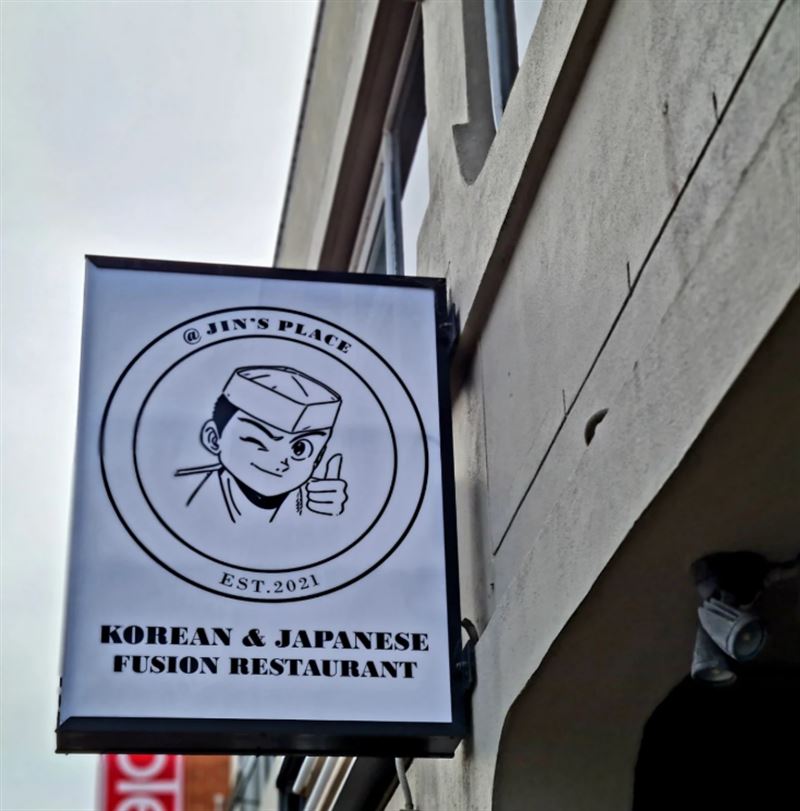 @ JIN'S PLACE
EST.2021
KOREAN & JAPANESE
FUSION RESTAURANT